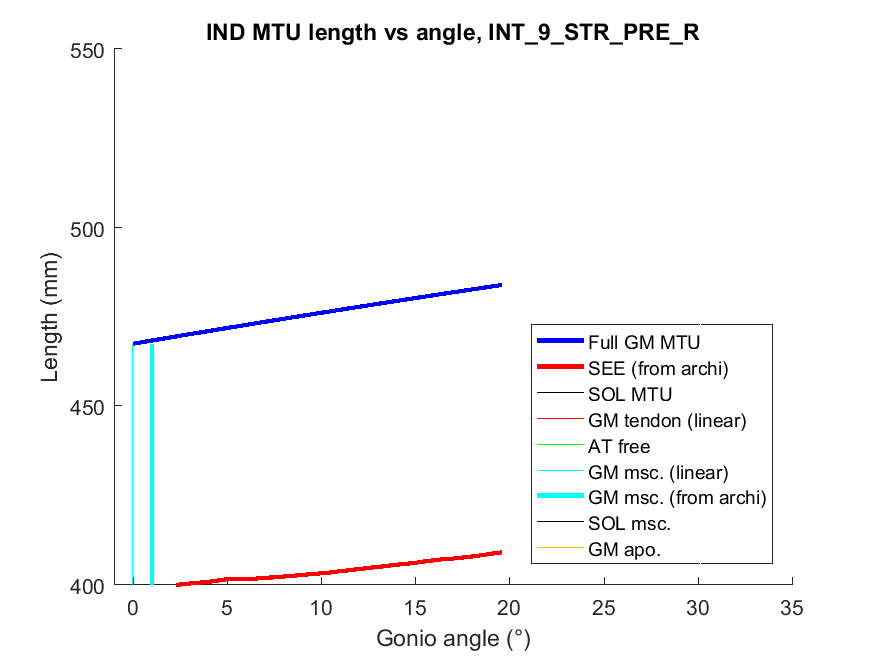 IND MTU length vs angle, INT_9_STR_PRE_R
550
500
450
400
Length (mm)
0 5 10 15 20 25 30 35
Gonio angle (°)
Full GM MTU
SEE (from archi)
SOL MTU
GM tendon (linear)
AT free
GM msc. (linear)
GM msc. (from archi)
SOL msc.
GM apo.